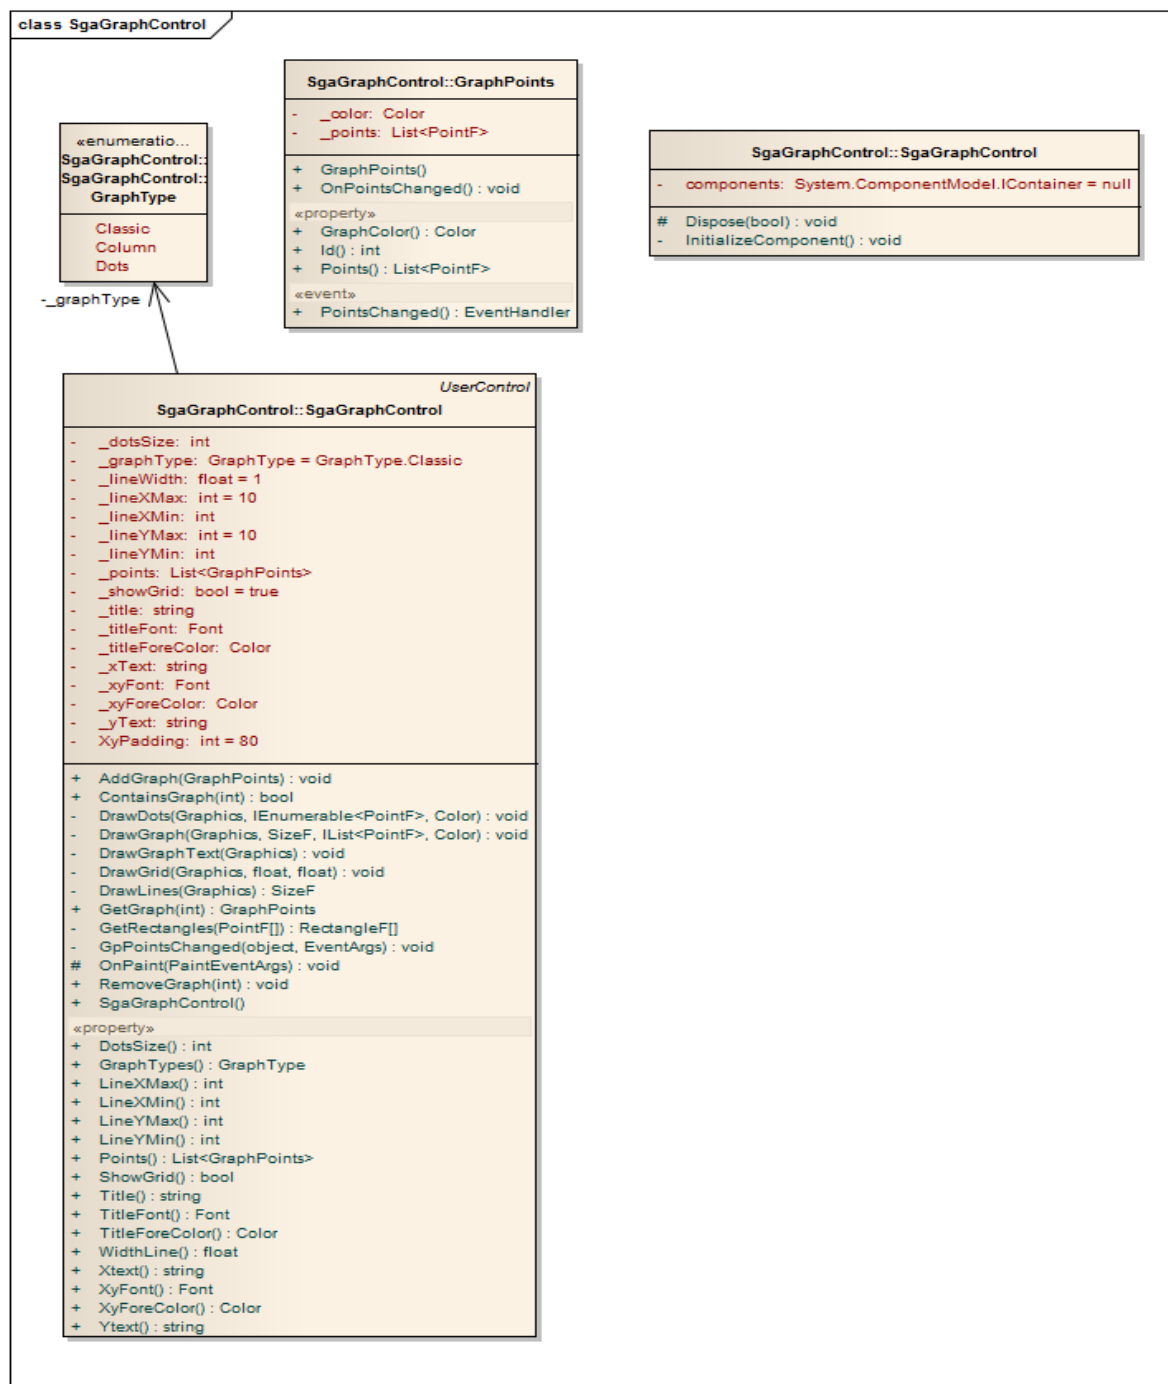 class SgaGraphControl
«enumeratio...
SgaGraphControl::
SgaGraphControl::
GraphType
Classic
Column
Dots
-_graphType
SgaGraphControl::GraphPoints
- _color: Color
- _points: List<PointF>
+ GraphPoints()
+ OnPointsChanged() : void
«property»
+ GraphColor() : Color
+ Id() : int
+ Points() : List<PointF>
«event»
+ PointsChanged() : EventHandler
SgaGraphControl::SgaGraphControl
- components: System.ComponentModel.IContainer = null
# Dispose(bool) : void
- InitializeComponent() : void
UserControl
SgaGraphControl::SgaGraphControl
- _dotsSize: int
- _graphType: GraphType = GraphType.Classic
- _lineWidth: float = 1
- _lineXMax: int = 10
- _lineXMin: int
- _lineYMax: int = 10
- _lineYMin: int
- _points: List<GraphPoints>
- _showGrid: bool = true
- _title: string
- _titleFont: Font
- _titleForeColor: Color
- _xText: string
- _xyFont: Font
- _xyForeColor: Color
- _yText: string
- XyPadding: int = 80
+ AddGraph(GraphPoints) : void
+ ContainsGraph(int) : bool
- DrawDots(Graphics, IEnumerable<PointF>, Color) : void
- DrawGraph(Graphics, SizeF, IList<PointF>, Color) : void
- DrawGraphText(Graphics) : void
- DrawGrid(Graphics, float, float) : void
- DrawLines(Graphics) : SizeF
+ GetGraph(int) : GraphPoints
- GetRectangles(PointF[]) : RectangleF[]
- GpPointsChanged(object, EventArgs) : void
# OnPaint(PaintEventArgs) : void
+ RemoveGraph(int) : void
+ SgaGraphControl()
«property»
+ DotsSize() : int
+ GraphTypes() : GraphType
+ LineXMax() : int
+ LineXMin() : int
+ LineYMax() : int
+ LineYMin() : int
+ Points() : List<GraphPoints>
+ ShowGrid() : bool
+ Title() : string
+ TitleFont() : Font
+ TitleForeColor() : Color
+ WidthLine() : float
+ Xtext() : string
+ XyFont() : Font
+ XyForeColor() : Color
+ Ytext() : string